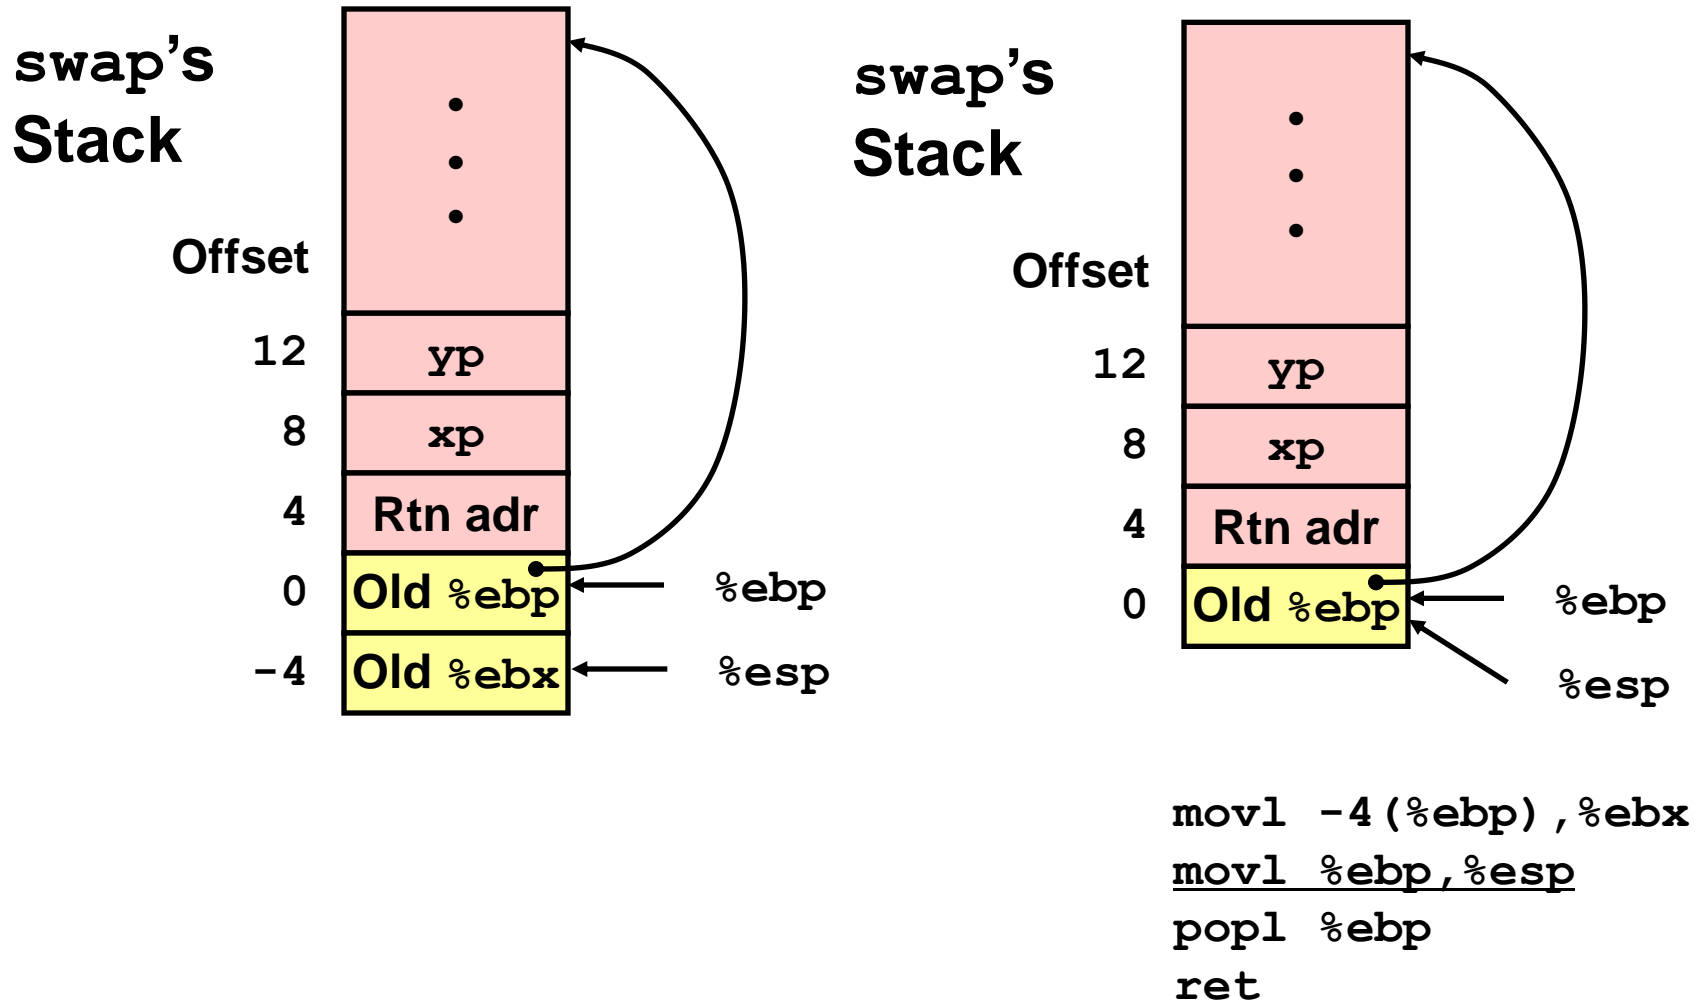 swap's
Stack
Offset
12 yp
8 xp
4 Rtn adr
0 Old %ebp %ebp
-4 Old %ebx %esp
swap's
Stack
Offset
12 yp
8 xp
4 Rtn adr
0 Old %ebp %ebp
%esp
movl -4(%ebp),%ebx
movl %ebp,%esp
popl %ebp
ret